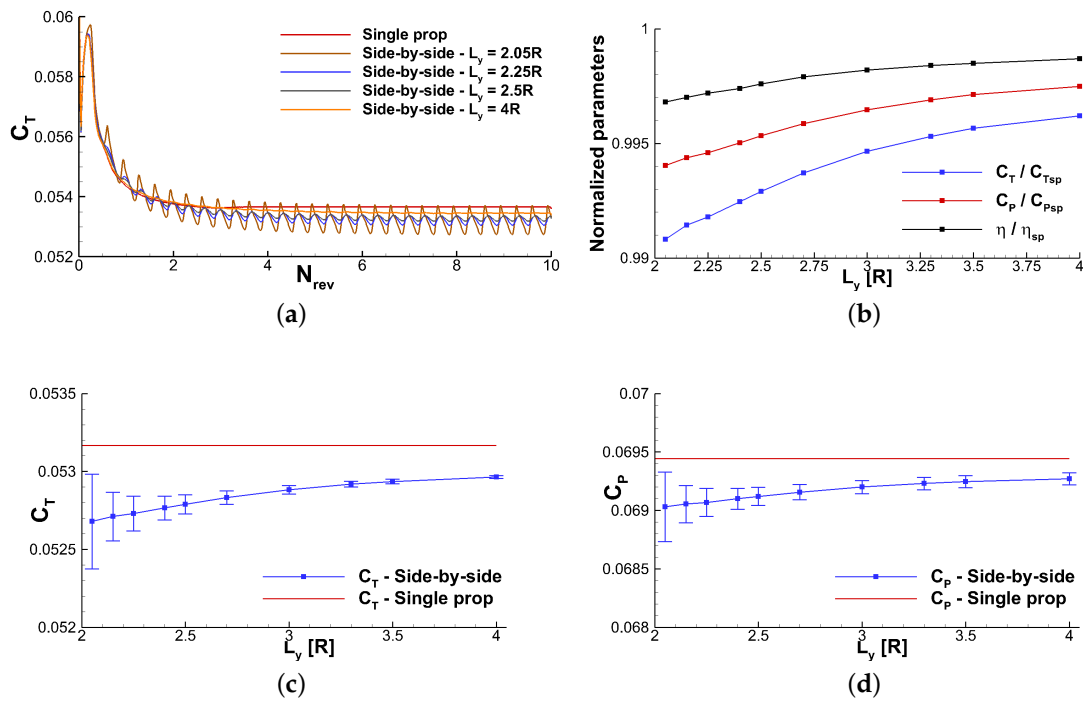 0.06
0.058
0.056
0.054
0.052
C_T
0
2
4
6
8
10
N_rev
Single prop
Side-by-side - L_y = 2.05R
Side-by-side - L_y = 2.25R
Side-by-side - L_y = 2.5R
Side-by-side - L_y = 4R
(a)
1
0.995
0.99
Normalized parameters
2
2.25
2.5
2.75
3
3.25
3.5
3.75
4
L_y [R]
C_T / C_Tsp
C_P / C_Psp
η / η_sp
(b)
0.0535
0.053
0.0525
0.052
C_T
2
2.5
3
3.5
4
L_y [R]
C_T - Side-by-side
C_T - Single prop
(c)
0.07
0.0695
0.069
0.0685
0.068
C_P
2
2.5
3
3.5
4
L_y [R]
C_P - Side-by-side
C_P - Single prop
(d)